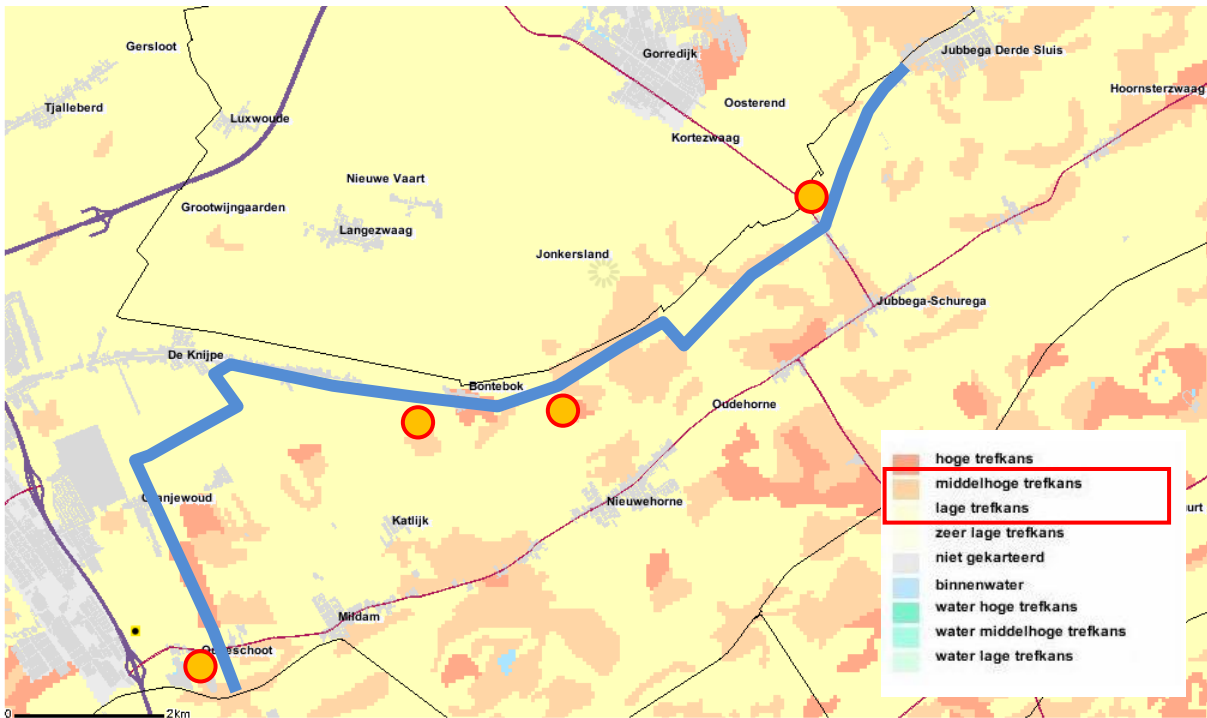 Gersloot
Gorredijk
Jubbega Derde Sluis
Hoornsterzwaag
Tjalleberd
Oosterend
Luxwoude
Kortezwaag
Nieuwe Vaart
Grootwijngaarden
Langezwaag
Jonkersland
Jubbega-Schurega
De Knijpe
Bontebok
Oudehorne
hoge trefkans
middelhoge trefkans
lage trefkans
zeer lage trefkans
niet gekarteerd
binnenwater
water hoge trefkans
water middelhoge trefkans
water lage trefkans
urt
Nieuwehorne
Katlijk
Mildam
0 2km